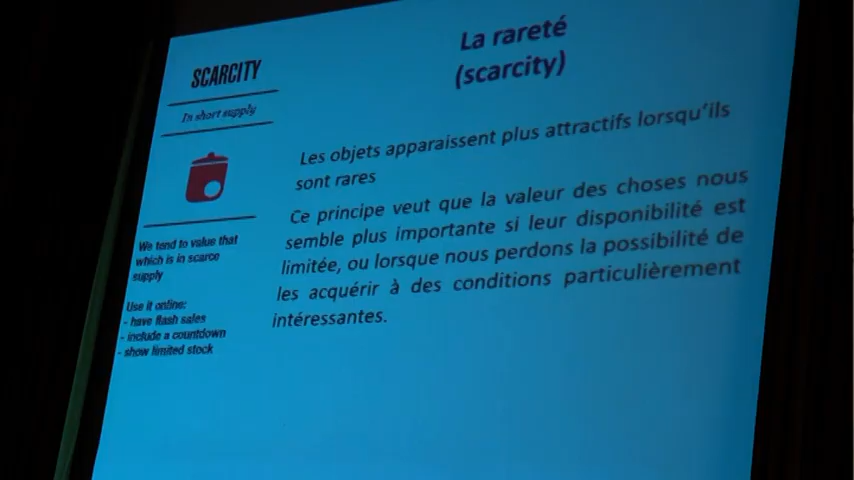 SCARCITY
In short supply
We tend to value that
which is in scarce
supply
Use it online:
- have flash sales
- include a countdown
- show limited stock
La rareté
(scarcity)
Les objets apparaissent plus attractifs lorsqu'ils
sont rares
Ce principe veut que la valeur des choses nous
semble plus importante si leur disponibilité est
limitée, ou lorsque nous perdons la possibilité de
les acquérir à des conditions particulièrement
intéressantes.